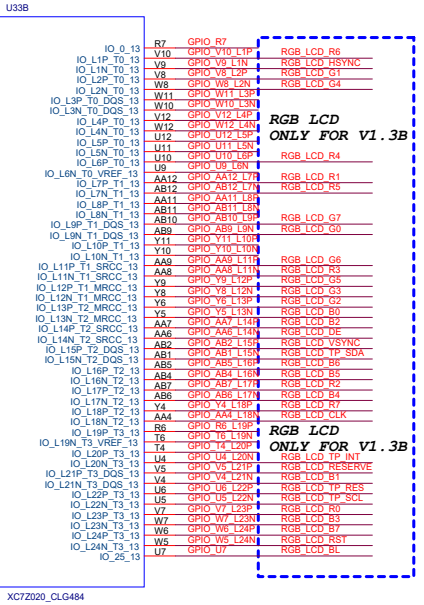 U33B
IO_0_13 R7 GPIO_R7
IO_L1P_T0_13 V10 GPIO_V10_L1P RGB_LCD_R6
IO_L1N_T0_13 V9 GPIO_V9_L1N RGB_LCD_HSYNC
IO_L2P_T0_13 V8 GPIO_V8_L2P RGB_LCD_G1
IO_L2N_T0_13 W8 GPIO_W8_L2N RGB_LCD_G4
IO_L3P_T0_DQS_13 W11 GPIO_W11_L3P
IO_L3N_T0_DQS_13 W10 GPIO_W10_L3N
IO_L4P_T0_13 V12 GPIO_V12_L4P
RGB LCD
IO_L4N_T0_13 W12 GPIO_W12_L4N
IO_L5P_T0_13 U12 GPIO_U12_L5P
ONLY FOR V1.3B
IO_L5N_T0_13 U11 GPIO_U11_L5N
IO_L6P_T0_13 U10 GPIO_U10_L6P RGB_LCD_R4
IO_L6N_T0_VREF_13 U9 GPIO_U9_L6N
IO_L7P_T1_13 AA12 GPIO_AA12_L7P RGB_LCD_R1
IO_L7N_T1_13 AB12 GPIO_AB12_L7N RGB_LCD_R5
IO_L8P_T1_13 AA11 GPIO_AA11_L8P
IO_L8N_T1_13 AB11 GPIO_AB11_L8N
IO_L9P_T1_DQS_13 AB10 GPIO_AB10_L9P RGB_LCD_G7
IO_L9N_T1_DQS_13 AB9 GPIO_AB9_L9N RGB_LCD_G0
IO_L10P_T1_13 Y11 GPIO_Y11_L10P
IO_L10N_T1_13 Y10 GPIO_Y10_L10N
IO_L11P_T1_SRCC_13 AA9 GPIO_AA9_L11P RGB_LCD_G6
IO_L11N_T1_SRCC_13 AA8 GPIO_AA8_L11N RGB_LCD_R3
IO_L12P_T1_MRCC_13 Y9 GPIO_Y9_L12P RGB_LCD_G5
IO_L12N_T1_MRCC_13 Y8 GPIO_Y8_L12N RGB_LCD_G3
IO_L13P_T2_MRCC_13 Y6 GPIO_Y6_L13P RGB_LCD_G2
IO_L13N_T2_MRCC_13 Y5 GPIO_Y5_L13N RGB_LCD_B0
IO_L14P_T2_SRCC_13 AA7 GPIO_AA7_L14P RGB_LCD_B2
IO_L14N_T2_SRCC_13 AA6 GPIO_AA6_L14N RGB_LCD_DE
IO_L15P_T2_DQS_13 AB2 GPIO_AB2_L15P RGB_LCD_VSYNC
IO_L15N_T2_DQS_13 AB1 GPIO_AB1_L15N RGB_LCD_TP_SDA
IO_L16P_T2_13 AB5 GPIO_AB5_L16P RGB_LCD_B6
IO_L16N_T2_13 AB4 GPIO_AB4_L16N RGB_LCD_B5
IO_L17P_T2_13 AB7 GPIO_AB7_L17P RGB_LCD_R2
IO_L17N_T2_13 AB6 GPIO_AB6_L17N RGB_LCD_B4
IO_L18P_T2_13 Y4 GPIO_Y4_L18P RGB_LCD_R7
IO_L18N_T2_13 AA4 GPIO_AA4_L18N RGB_LCD_CLK
IO_L19P_T3_13 R6 GPIO_R6_L19P
RGB LCD
IO_L19N_T3_VREF_13 T6 GPIO_T6_L19N
IO_L20P_T3_13 T4 GPIO_T4_L20P
ONLY FOR V1.3B
IO_L20N_T3_13 U4 GPIO_U4_L20N RGB_LCD_TP_INT
IO_L21P_T3_DQS_13 V5 GPIO_V5_L21P RGB_LCD_RESERVE
IO_L21N_T3_DQS_13 V4 GPIO_V4_L21N RGB_LCD_B1
IO_L22P_T3_13 U6 GPIO_U6_L22P RGB_LCD_TP_RES
IO_L22N_T3_13 U5 GPIO_U5_L22N RGB_LCD_TP_SCL
IO_L23P_T3_13 V7 GPIO_V7_L23P RGB_LCD_R0
IO_L23N_T3_13 W7 GPIO_W7_L23N RGB_LCD_B3
IO_L24P_T3_13 W6 GPIO_W6_L24P RGB_LCD_B7
IO_L24N_T3_13 W5 GPIO_W5_L24N RGB_LCD_RST
IO_25_13 U7 GPIO_U7 RGB_LCD_BL
XC7Z020_CLG484